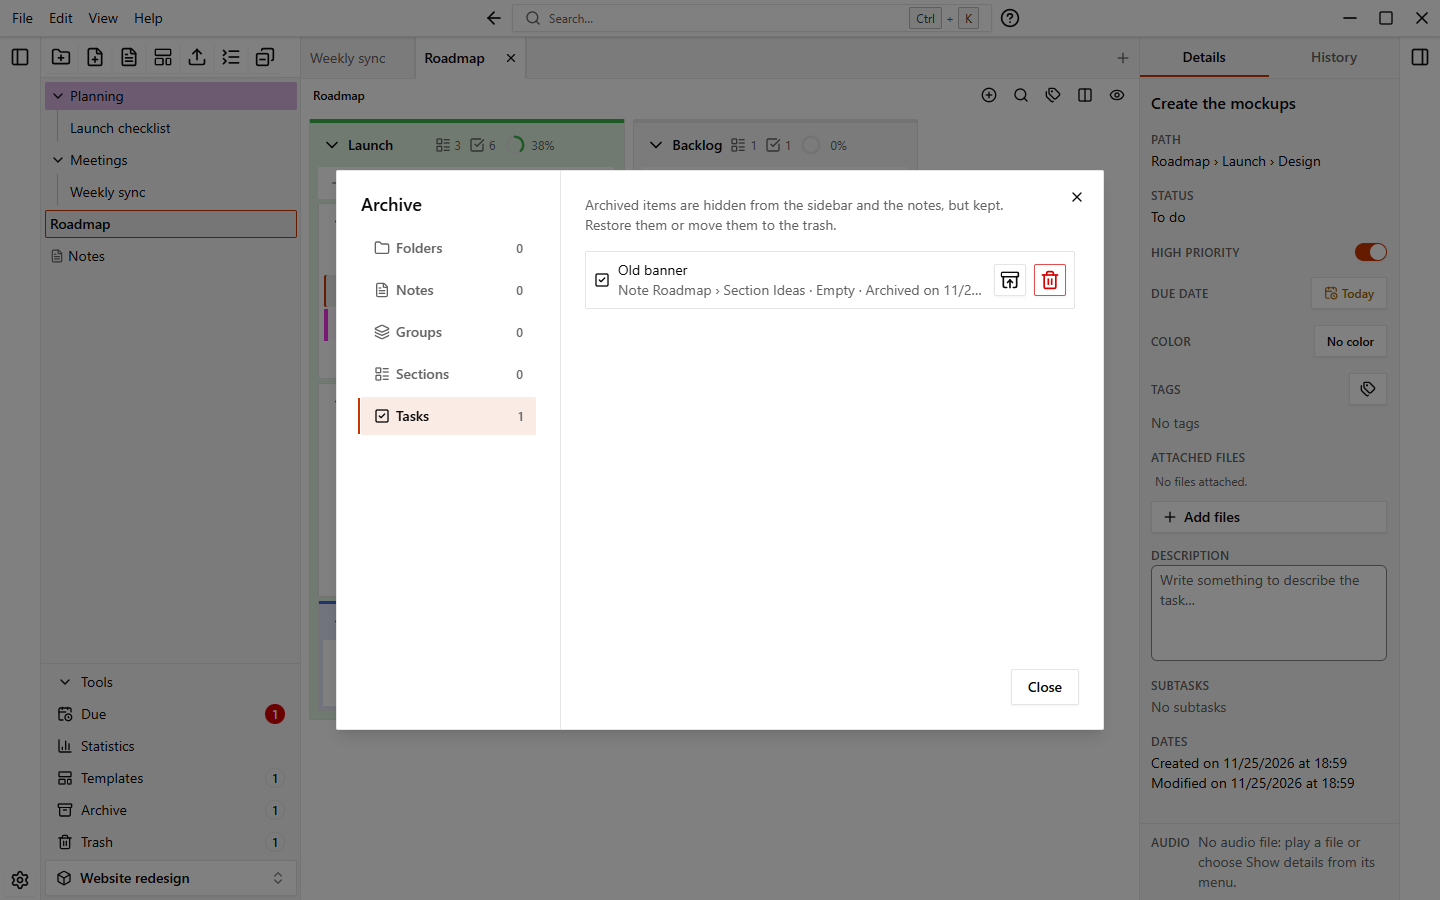 File Edit View Help
Search...
Ctrl + K
Weekly sync
Roadmap
Details
History
Planning
Launch checklist
Meetings
Weekly sync
Roadmap
Notes
Roadmap
Launch 3 6 38%
Backlog 1 1 0%
Archive
Folders 0
Notes 0
Groups 0
Sections 0
Tasks 1
Archived items are hidden from the sidebar and the notes, but kept.
Restore them or move them to the trash.
Old banner
Note Roadmap › Section Ideas · Empty · Archived on 11/2...
Close
Create the mockups
PATH
Roadmap › Launch › Design
STATUS
To do
HIGH PRIORITY
DUE DATE
Today
COLOR
No color
TAGS
No tags
ATTACHED FILES
No files attached.
Add files
DESCRIPTION
Write something to describe the
task...
SUBTASKS
No subtasks
DATES
Created on 11/25/2026 at 18:59
Modified on 11/25/2026 at 18:59
AUDIO No audio file: play a file or
choose Show details from its
menu.
Tools
Due 1
Statistics
Templates 1
Archive 1
Trash 1
Website redesign